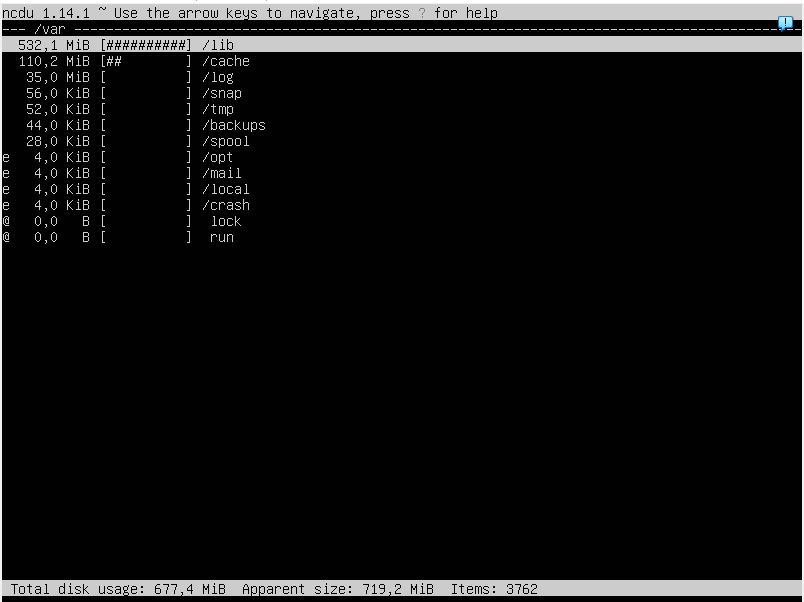 ncdu 1.14.1 ~ Use the arrow keys to navigate, press ? for help
--- /var ----------------------------------------------------------------------------------------------
  532,1 MiB [##########] /lib
  110,2 MiB [##        ] /cache
   35,0 MiB [          ] /log
   56,0 KiB [          ] /snap
   52,0 KiB [          ] /tmp
   44,0 KiB [          ] /backups
   28,0 KiB [          ] /spool
e   4,0 KiB [          ] /opt
e   4,0 KiB [          ] /mail
e   4,0 KiB [          ] /local
e   4,0 KiB [          ] /crash
@   0,0   B [          ]  lock
@   0,0   B [          ]  run
Total disk usage: 677,4 MiB  Apparent size: 719,2 MiB  Items: 3762